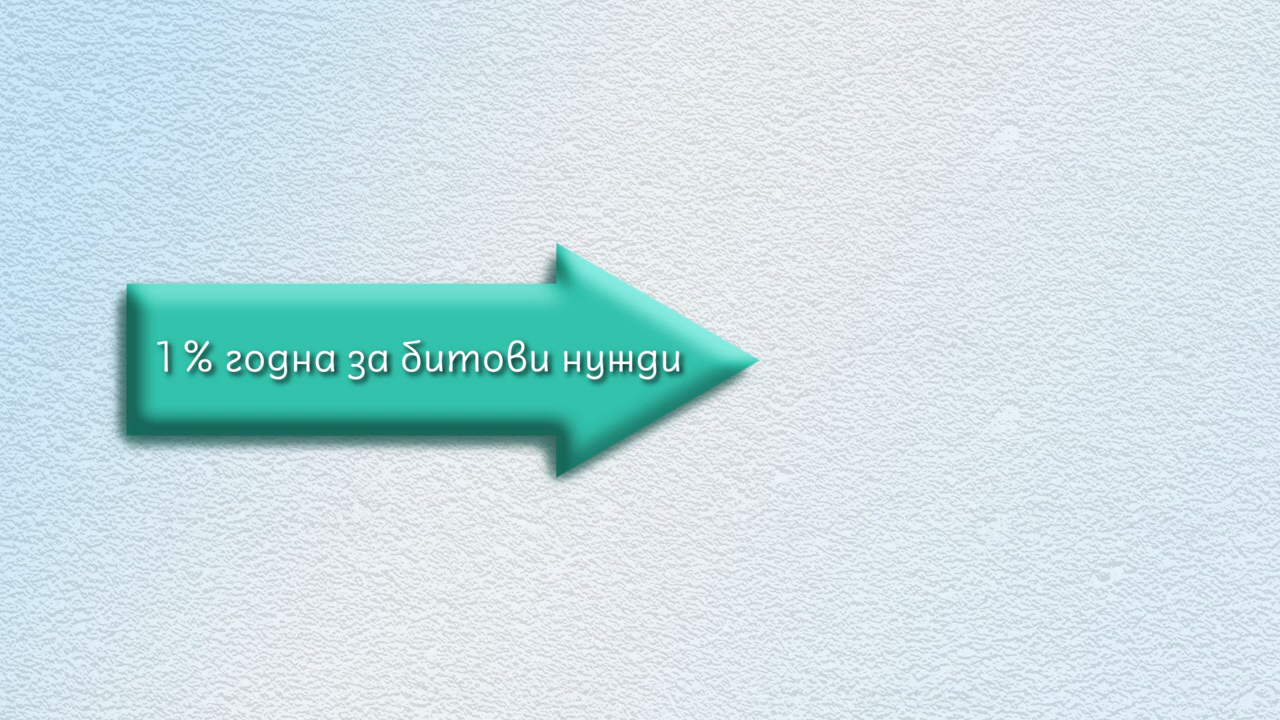 1 % годна за битови нужди